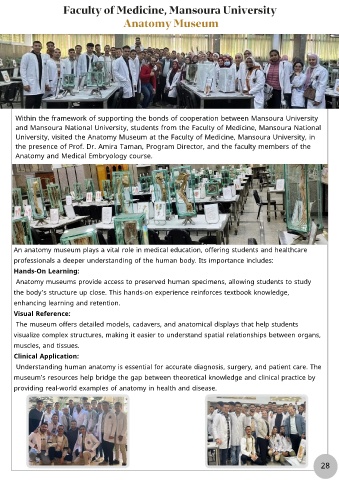 Faculty of Medicine, Mansoura University
Anatomy Museum
Within the framework of supporting the bonds of cooperation between Mansoura University
and Mansoura National University, students from the Faculty of Medicine, Mansoura National
University, visited the Anatomy Museum at the Faculty of Medicine, Mansoura University, in
the presence of Prof. Dr. Amira Taman, Program Director, and the faculty members of the
Anatomy and Medical Embryology course.
An anatomy museum plays a vital role in medical education, offering students and healthcare
professionals a deeper understanding of the human body. Its importance includes:
Hands-On Learning:
Anatomy museums provide access to preserved human specimens, allowing students to study
the body's structure up close. This hands-on experience reinforces textbook knowledge,
enhancing learning and retention.
Visual Reference:
The museum offers detailed models, cadavers, and anatomical displays that help students
visualize complex structures, making it easier to understand spatial relationships between organs,
muscles, and tissues.
Clinical Application:
Understanding human anatomy is essential for accurate diagnosis, surgery, and patient care. The
museum's resources help bridge the gap between theoretical knowledge and clinical practice by
providing real-world examples of anatomy in health and disease.
28